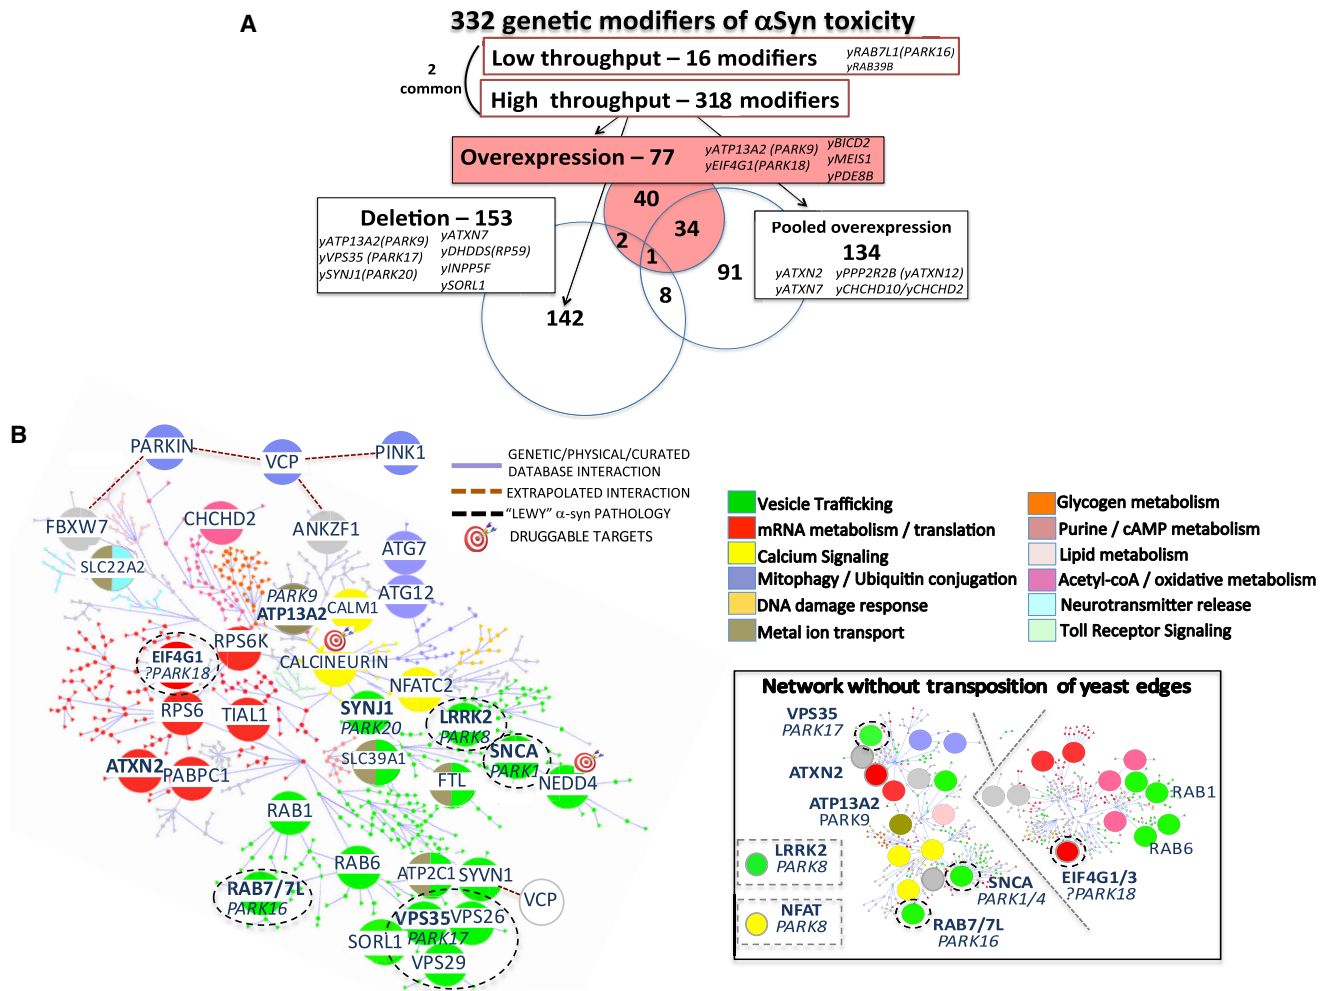 A
332 genetic modifiers of αSyn toxicity
Low throughput – 16 modifiers
yRAB7L1(PARK16)
yRAB39B
2
common
High throughput – 318 modifiers
Overexpression – 77
yATP13A2 (PARK9)
yEIF4G1(PARK18)
yBICD2
yMEIS1
yPDE8B
Deletion – 153
yATP13A2(PARK9)
yVPS35 (PARK17)
ySYNJ1(PARK20)
yATXN7
yDHDDS(RP59)
yINPP5F
ySORL1
Pooled overexpression
134
yATXN2
yATXN7
yPPP2R2B (yATXN12)
yCHCHD10/yCHCHD2
40
34
2
1
91
8
142
B
PARKIN
VCP
PINK1
FBXW7
CHCHD2
ANKZF1
SLC22A2
ATG7
ATG12
PARK9
ATP13A2
CALM1
RPS6K
EIF4G1
?PARK18
CALCINEURIN
NFATC2
RPS6
TIAL1
SYNJ1
PARK20
LRRK2
PARK8
SNCA
PARK1
ATXN2
PABPC1
SLC39A1
FTL
NEDD4
RAB1
RAB6
ATP2C1
SYVN1
VCP
RAB7/7L
PARK16
VPS35
PARK17
VPS26
SORL1
VPS29
GENETIC/PHYSICAL/CURATED
DATABASE INTERACTION
EXTRAPOLATED INTERACTION
“LEWY” α-syn PATHOLOGY
DRUGGABLE TARGETS
Vesicle Trafficking
mRNA metabolism / translation
Calcium Signaling
Mitophagy / Ubiquitin conjugation
DNA damage response
Metal ion transport
Glycogen metabolism
Purine / cAMP metabolism
Lipid metabolism
Acetyl-coA / oxidative metabolism
Neurotransmitter release
Toll Receptor Signaling
Network without transposition of yeast edges
VPS35
PARK17
ATXN2
ATP13A2
PARK9
LRRK2
PARK8
NFAT
PARK8
SNCA
PARK1/4
RAB7/7L
PARK16
RAB1
RAB6
EIF4G1/3
?PARK18